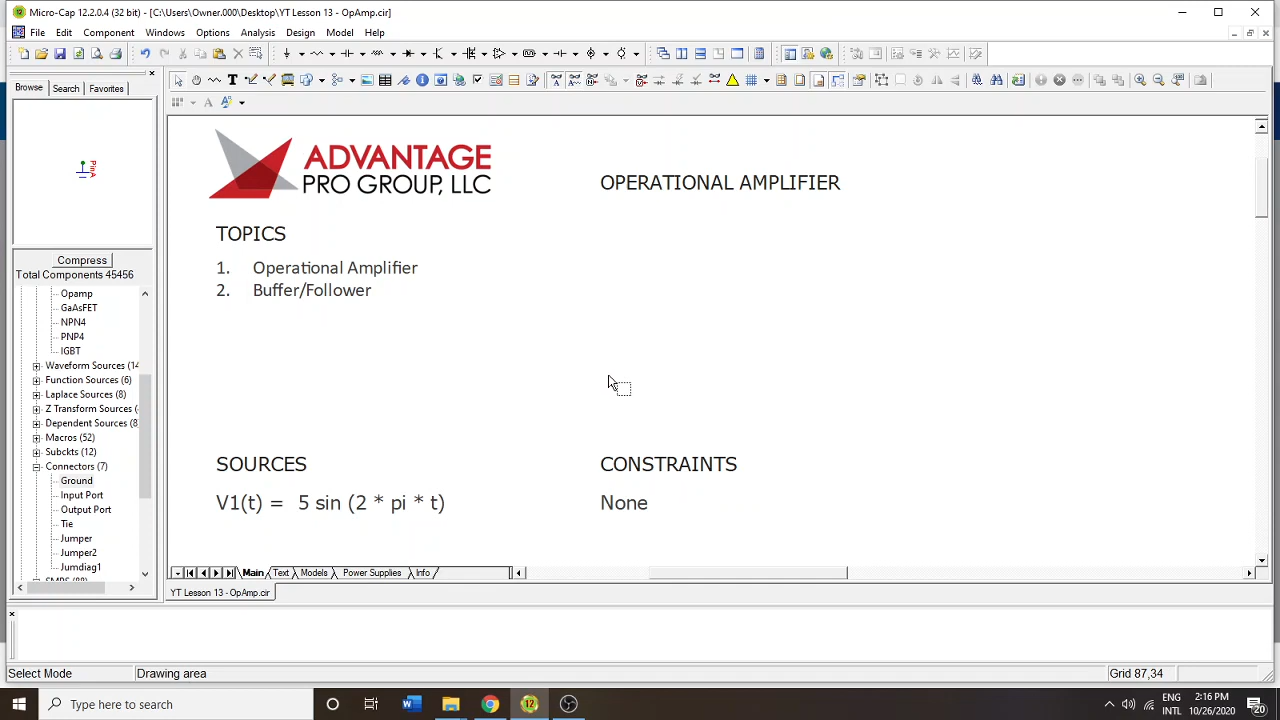 Micro-Cap 12.2.0.4 (32 bit) - [C:\Users\Owner.000\Desktop\YT Lesson 13 - OpAmp.cir]
File Edit Component Windows Options Analysis Design Model Help
Browse Search Favorites
PinA
Compress
Total Components 45456
Opamp
GaAsFET
NPN4
PNP4
IGBT
Waveform Sources (14
Function Sources (6)
Laplace Sources (8)
Z Transform Sources (
Dependent Sources (8
Macros (52)
Subckts (12)
Connectors (7)
Ground
Input Port
Output Port
Tie
Jumper
Jumper2
Jumpdiag1
SMPS (88)
ADVANTAGE
PRO GROUP, LLC
OPERATIONAL AMPLIFIER
TOPICS
1. Operational Amplifier
2. Buffer/Follower
SOURCES
V1(t) = 5 sin (2 * pi * t)
CONSTRAINTS
None
Main Text Models Power Supplies Info
YT Lesson 13 - OpAmp.cir
Select Mode Drawing area Grid 87,34
Type here to search
ENG
INTL
2:16 PM
10/26/2020
20